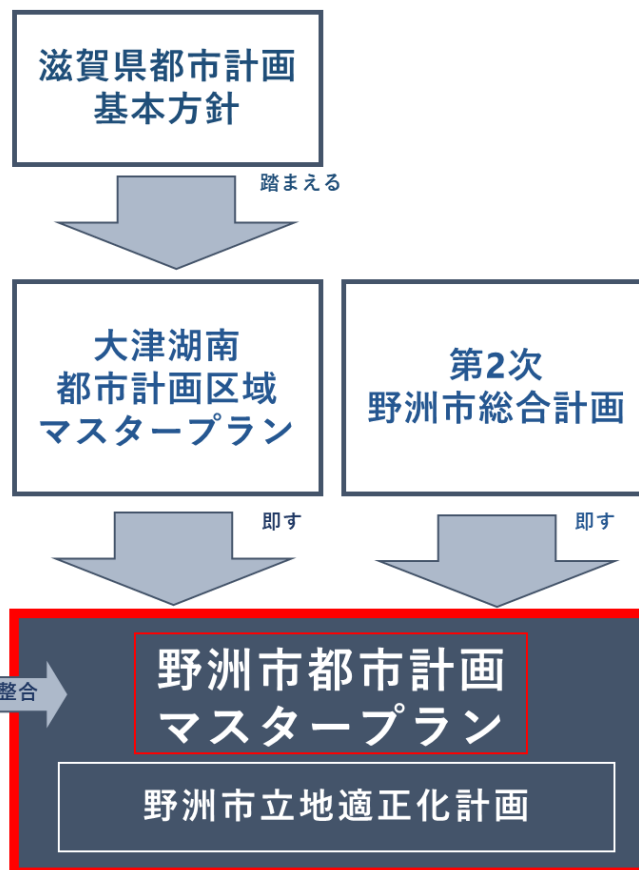 滋賀県都市計画
基本方針
踏まえる
大津湖南
都市計画区域
マスタープラン
第2次
野洲市総合計画
即す
即す
整合
野洲市都市計画
マスタープラン
野洲市立地適正化計画